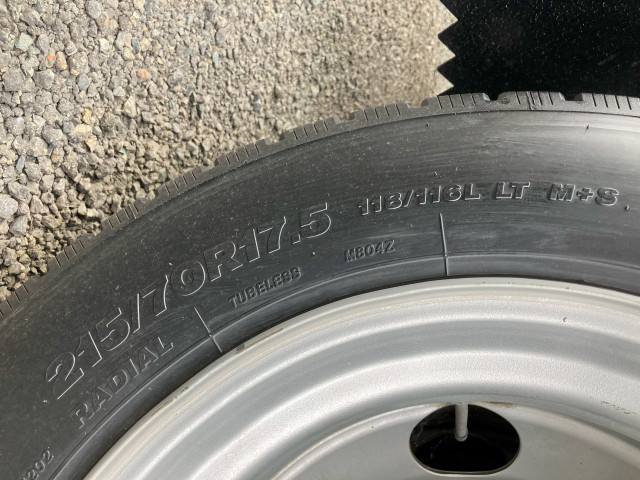 215/70R17.5 118/116L LT M+S
RADIAL TUBELESS M804Z